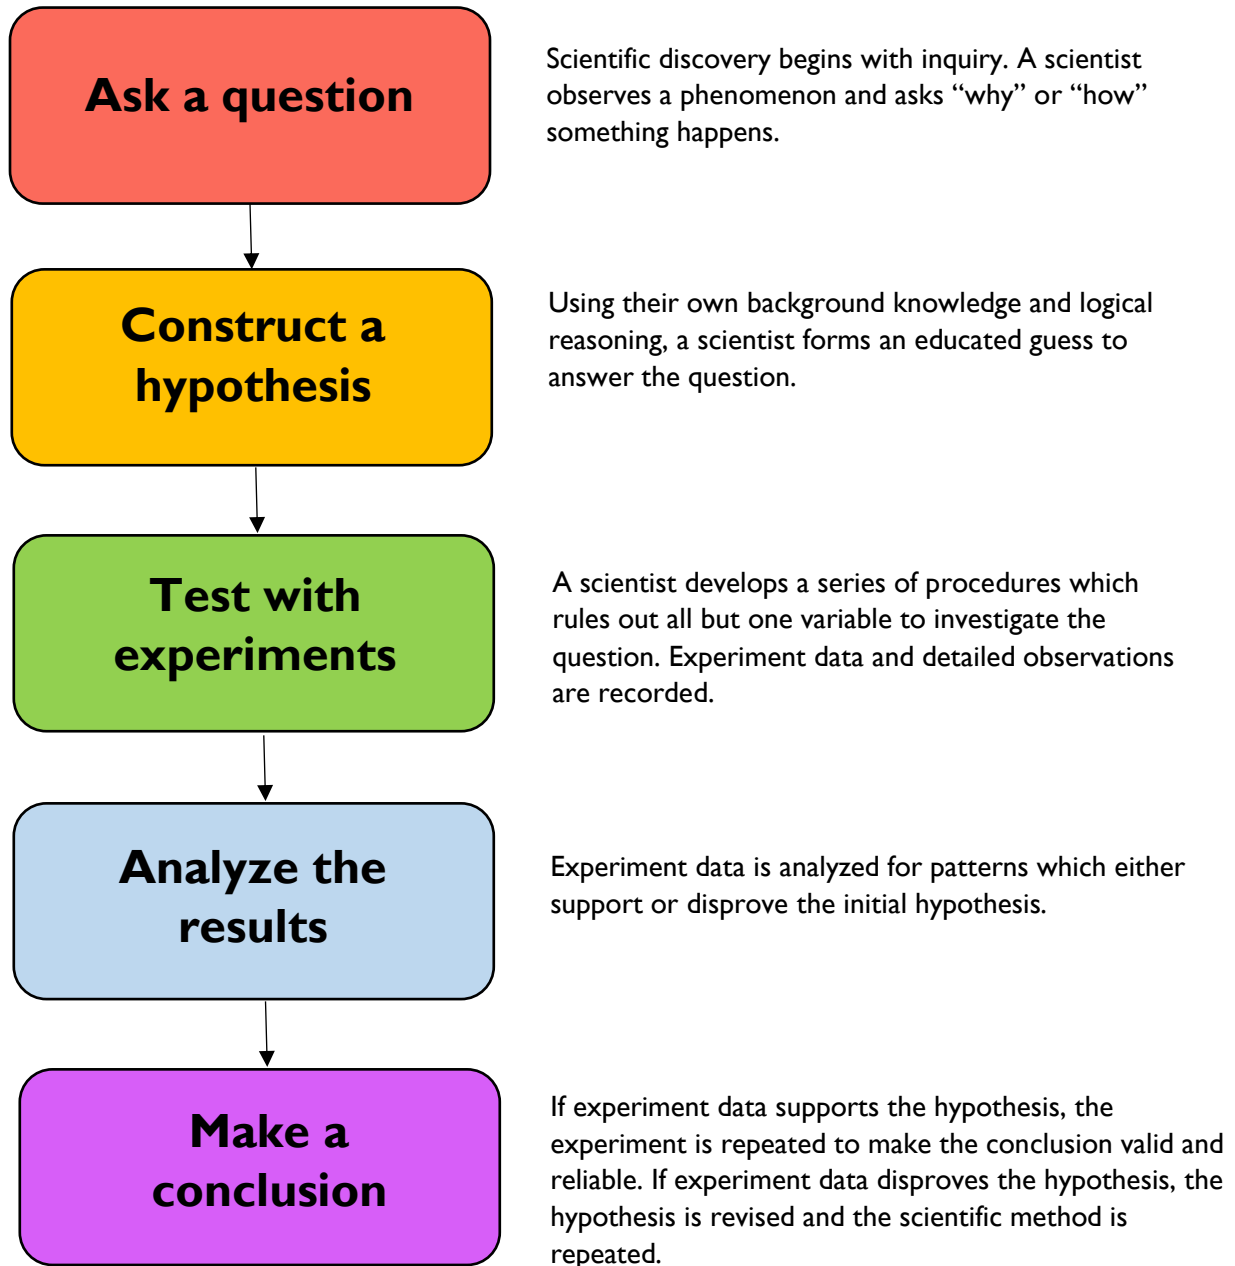 Ask a question
Scientific discovery begins with inquiry. A scientist
observes a phenomenon and asks “why” or “how”
something happens.
Construct a
hypothesis
Using their own background knowledge and logical
reasoning, a scientist forms an educated guess to
answer the question.
Test with
experiments
A scientist develops a series of procedures which
rules out all but one variable to investigate the
question. Experiment data and detailed observations
are recorded.
Analyze the
results
Experiment data is analyzed for patterns which either
support or disprove the initial hypothesis.
Make a
conclusion
If experiment data supports the hypothesis, the
experiment is repeated to make the conclusion valid and
reliable. If experiment data disproves the hypothesis, the
hypothesis is revised and the scientific method is
repeated.